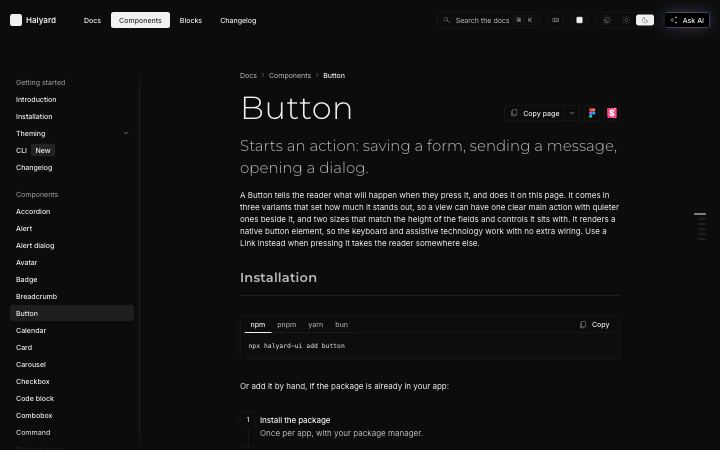 Halyard
Docs
Components
Blocks
Changelog
Search the docs ⌘ K
Ask AI
Getting started
Introduction
Installation
Theming
CLI New
Changelog
Components
Accordion
Alert
Alert dialog
Avatar
Badge
Breadcrumb
Button
Calendar
Card
Carousel
Checkbox
Code block
Combobox
Command
Docs > Components > Button
Button
Copy page
Starts an action: saving a form, sending a message,
opening a dialog.
A Button tells the reader what will happen when they press it, and does it on this page. It comes in
three variants that set how much it stands out, so a view can have one clear main action with quieter
ones beside it, and two sizes that match the height of the fields and controls it sits with. It renders a
native button element, so the keyboard and assistive technology work with no extra wiring. Use a
Link instead when pressing it takes the reader somewhere else.
Installation
npm pnpm yarn bun
Copy
npx halyard-ui add button
Or add it by hand, if the package is already in your app:
1 Install the package
Once per app, with your package manager.